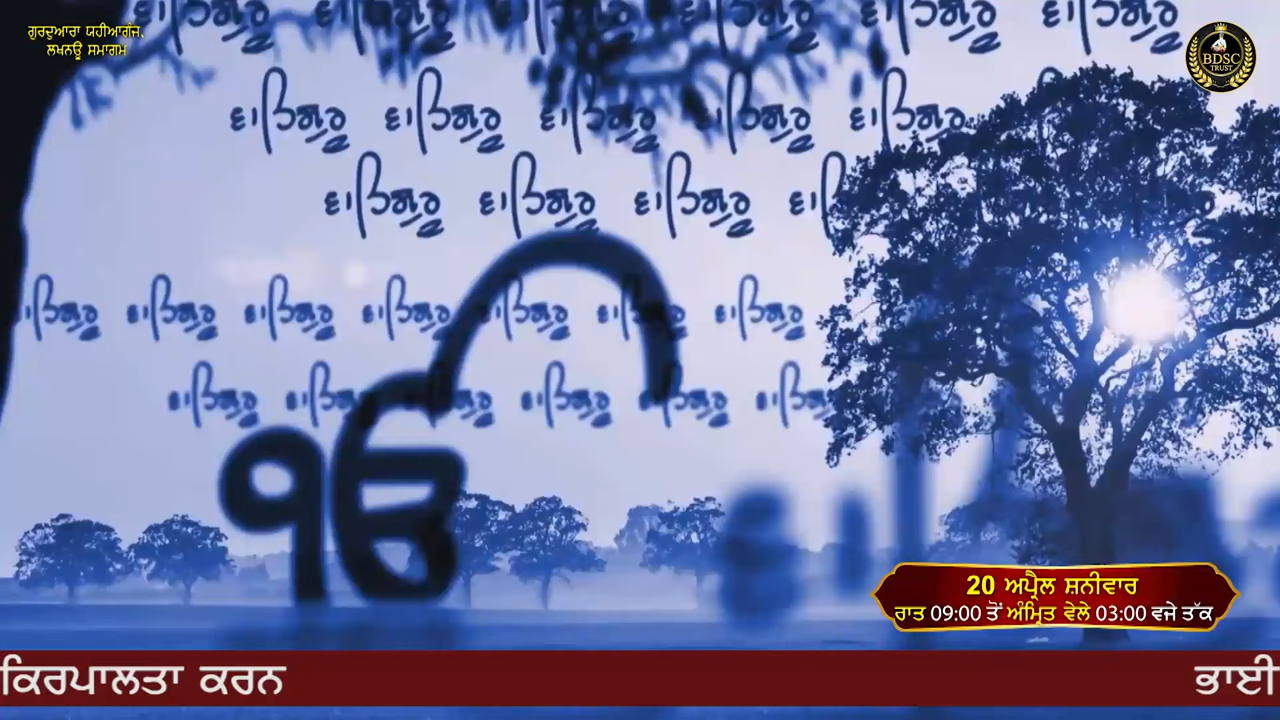 ਗੁਰਦੁਆਰਾ ਯਹੀਆਗੰਜ,
ਲਖਨਊ ਸਮਾਗਮ
BDSC
TRUST
ਵਾਹਿਗੁਰੂ ਵਾਹਿਗੁਰੂ ਵਾਹਿਗੁਰੂ ਵਾਹਿਗੁਰੂ ਵਾਹਿਗੁਰੂ
ਵਾਹਿਗੁਰੂ ਵਾਹਿਗੁਰੂ ਵਾਹਿਗੁਰੂ
ਵਾਹਿਗੁਰੂ ਵਾਹਿਗੁਰੂ ਵਾਹਿਗੁਰੂ ਵਾਹਿਗੁਰੂ ਵਾਹਿਗੁਰੂ ਵਾਹਿਗੁਰੂ ਵਾਹਿਗੁਰੂ
ਵਾਹਿਗੁਰੂ ਵਾਹਿਗੁਰੂ ਵਾਹਿਗੁਰੂ ਵਾਹਿਗੁਰੂ ਵਾਹਿਗੁਰੂ ਵਾਹਿਗੁਰੂ
ੴ
20 ਅਪ੍ਰੈਲ ਸ਼ਨੀਵਾਰ
ਰਾਤ 09:00 ਤੋਂ ਅੰਮ੍ਰਿਤ ਵੇਲੇ 03:00 ਵਜੇ ਤੱਕ
ਕਿਰਪਾਲਤਾ ਕਰਨ ਭਾਈ